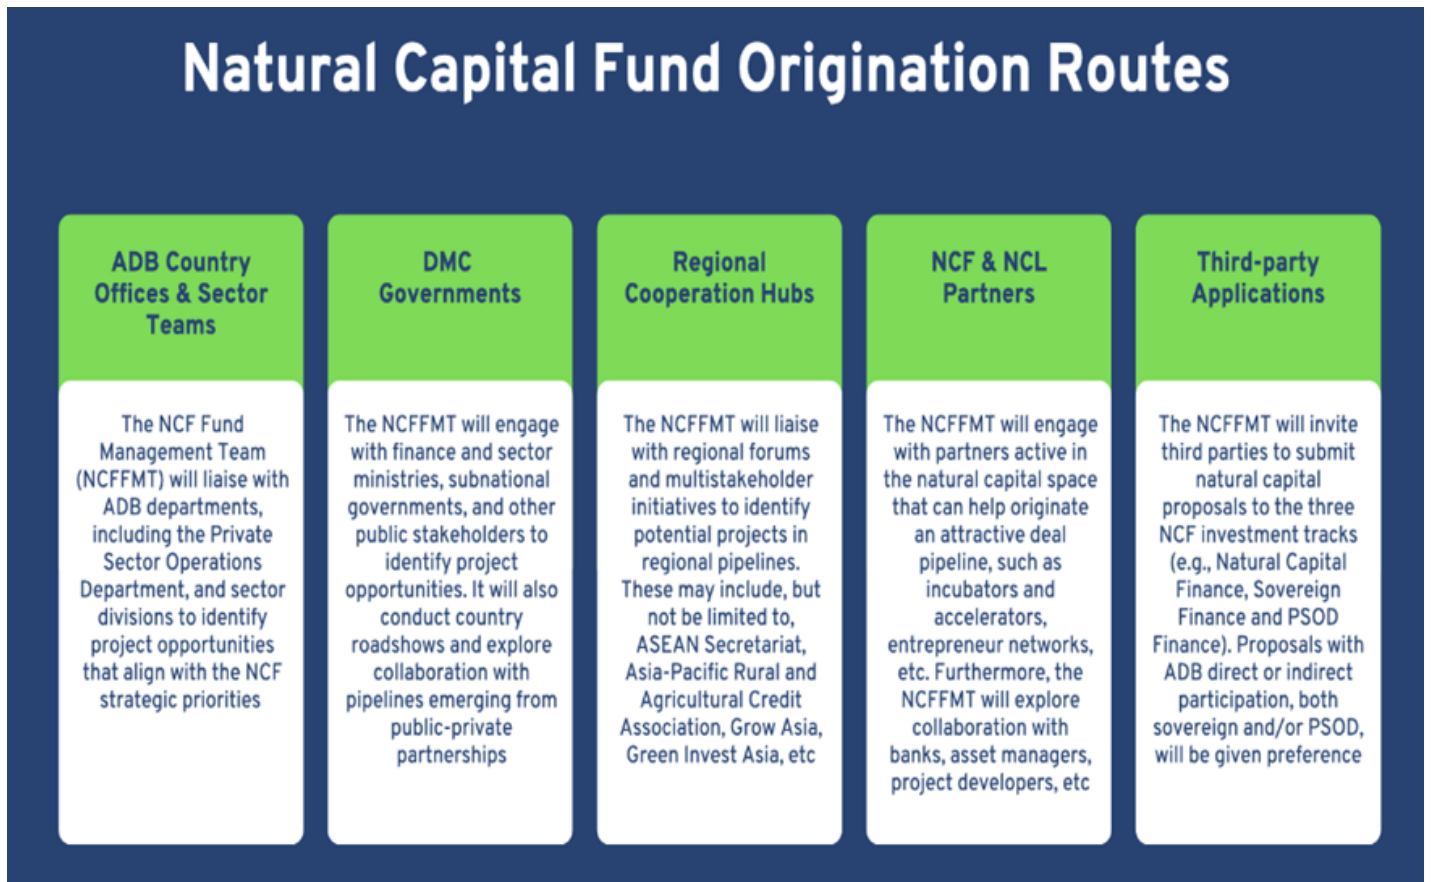 Natural Capital Fund Origination Routes
ADB Country
Offices & Sector
Teams
The NCF Fund
Management Team
(NCFFMT) will liaise with
ADB departments,
including the Private
Sector Operations
Department, and sector
divisions to identify
project opportunities
that align with the NCF
strategic priorities
DMC
Governments
The NCFFMT will engage
with finance and sector
ministries, subnational
governments, and other
public stakeholders to
identify project
opportunities. It will also
conduct country
roadshows and explore
collaboration with
pipelines emerging from
public-private
partnerships
Regional
Cooperation Hubs
The NCFFMT will liaise
with regional forums
and multistakeholder
initiatives to identify
potential projects in
regional pipelines.
These may include, but
not be limited to,
ASEAN Secretariat,
Asia-Pacific Rural and
Agricultural Credit
Association, Grow Asia,
Green Invest Asia, etc
NCF & NCL
Partners
The NCFFMT will engage
with partners active in
the natural capital space
that can help originate
an attractive deal
pipeline, such as
incubators and
accelerators,
entrepreneur networks,
etc. Furthermore, the
NCFFMT will explore
collaboration with
banks, asset managers,
project developers, etc
Third-party
Applications
The NCFFMT will invite
third parties to submit
natural capital
proposals to the three
NCF investment tracks
(e.g., Natural Capital
Finance, Sovereign
Finance and PSOD
Finance). Proposals with
ADB direct or indirect
participation, both
sovereign and/or PSOD,
will be given preference